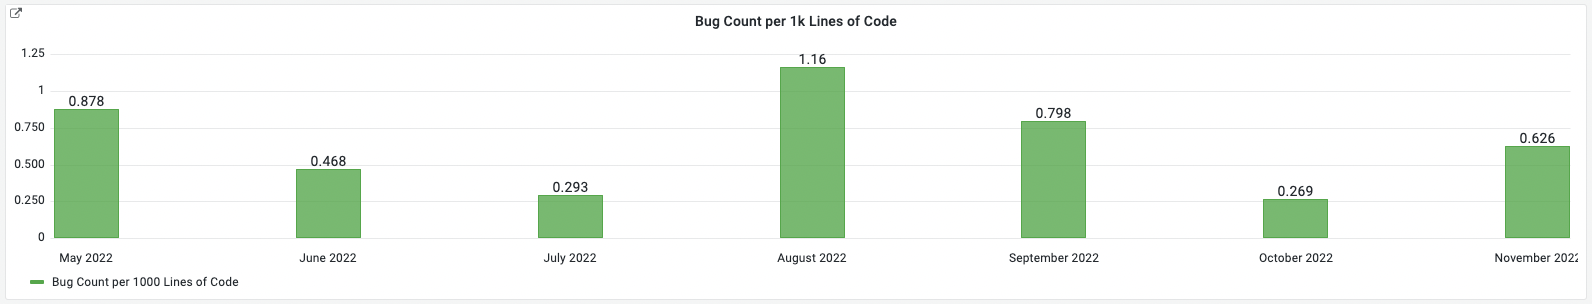 Bug Count per 1k Lines of Code
1.25
1
0.750
0.500
0.250
0
0.878
0.468
0.293
1.16
0.798
0.269
0.626
May 2022
June 2022
July 2022
August 2022
September 2022
October 2022
November 2022
Bug Count per 1000 Lines of Code